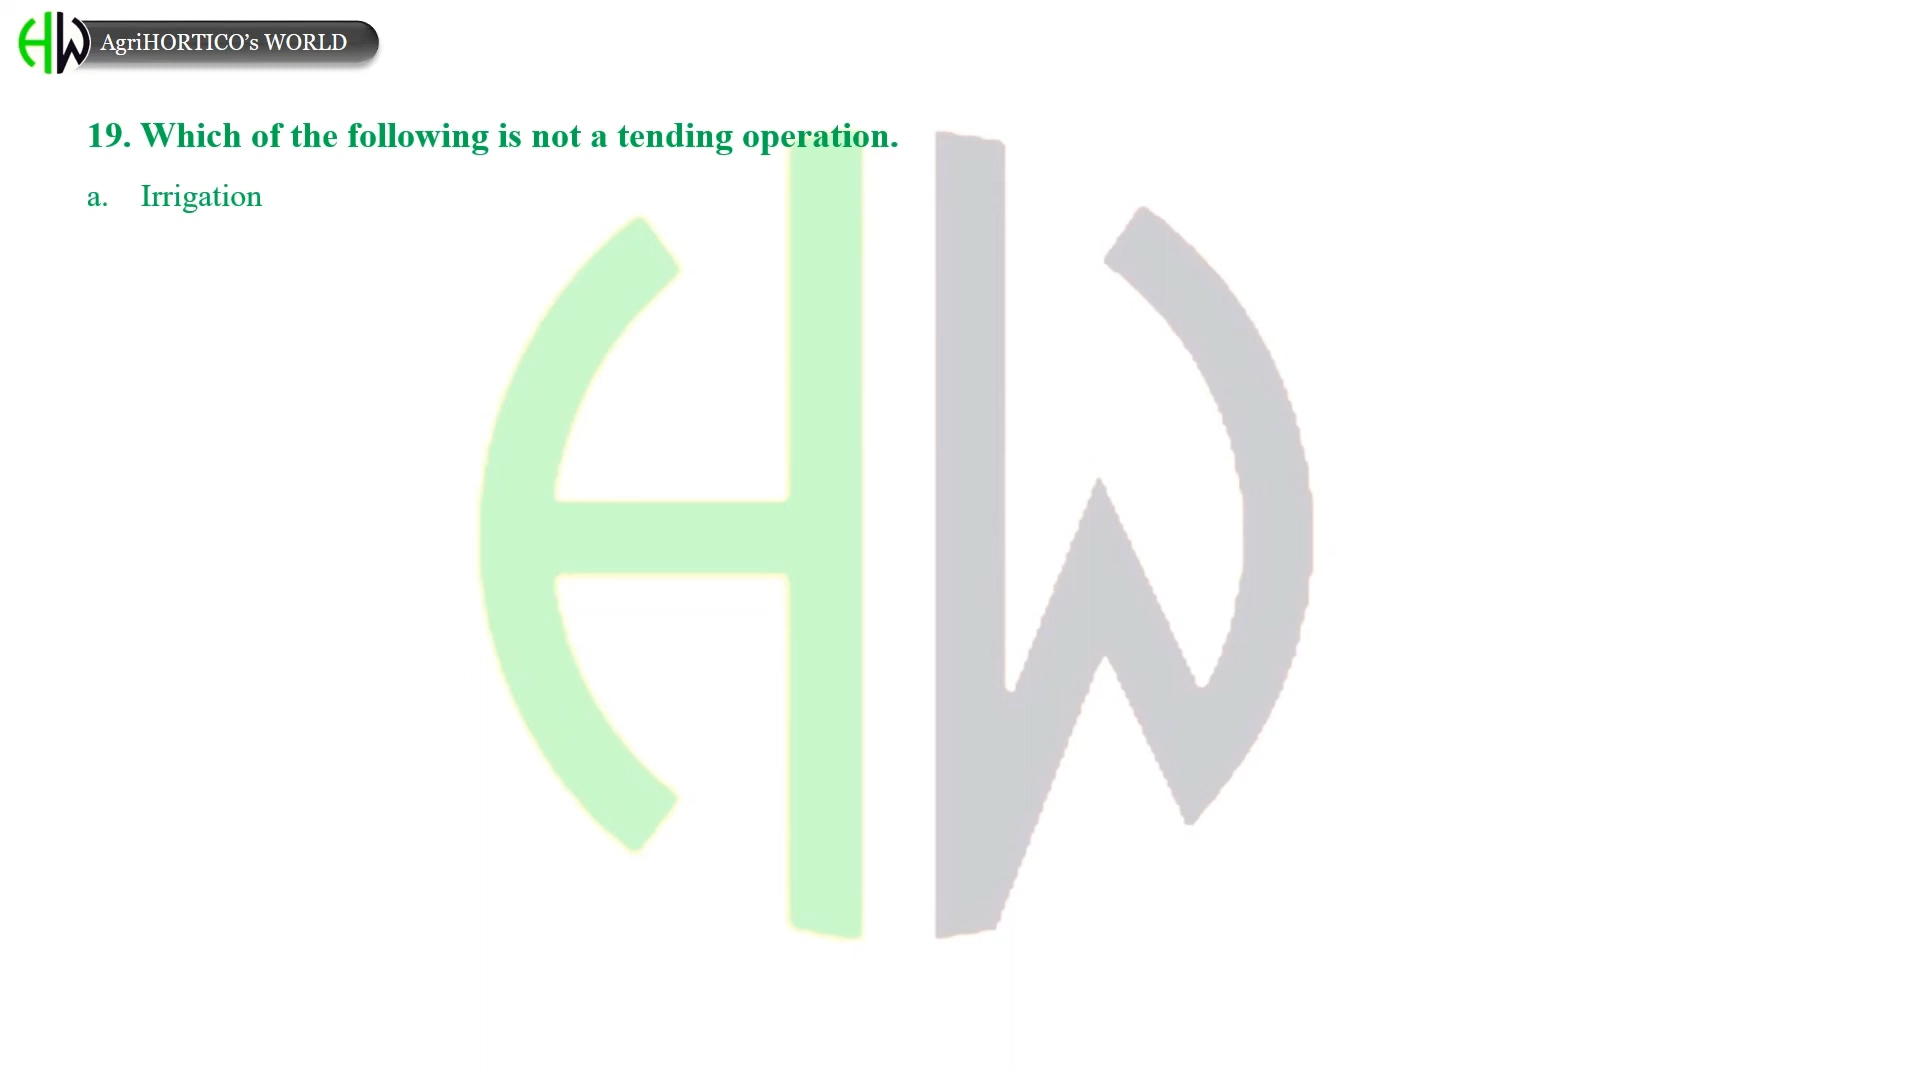 AgriHORTICO’s WORLD
19. Which of the following is not a tending operation.
a. Irrigation